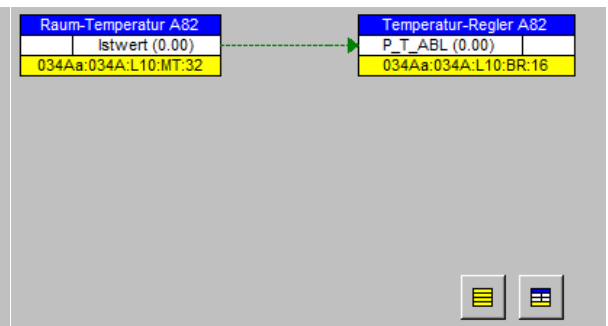 Raum-Temperatur A82
Istwert (0.00)
034Aa:034A:L10:MT:32
Temperatur-Regler A82
P_T_ABL (0.00)
034Aa:034A:L10:BR:16